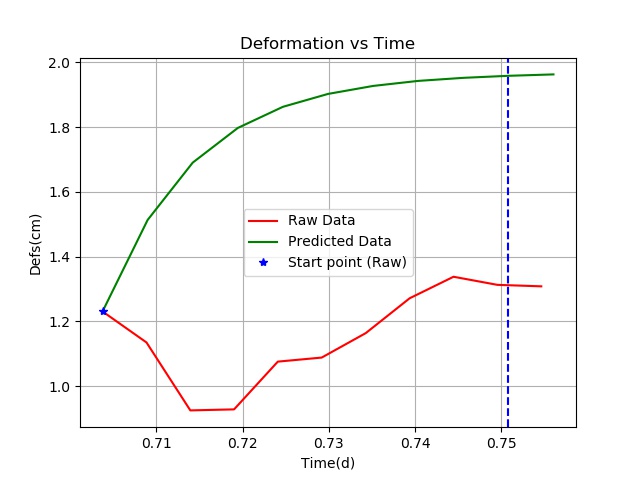 Deformation vs Time
2.0
1.8
1.6
1.4
1.2
1.0
Defs(cm)
Raw Data
Predicted Data
Start point (Raw)
0.71 0.72 0.73 0.74 0.75
Time(d)